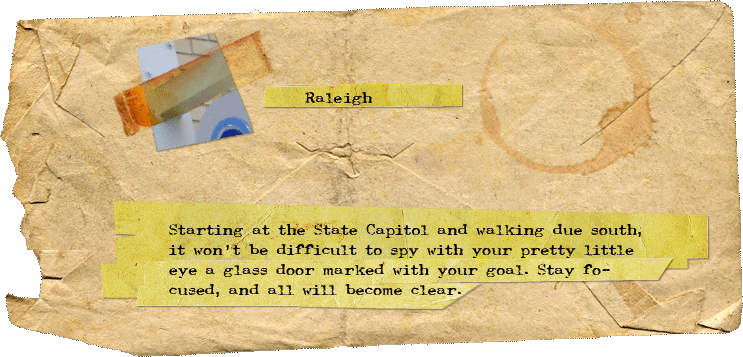 Raleigh
Starting at the State Capitol and walking due south,
it won't be difficult to spy with your pretty little
eye a glass door marked with your goal. Stay fo-
cused, and all will become clear.